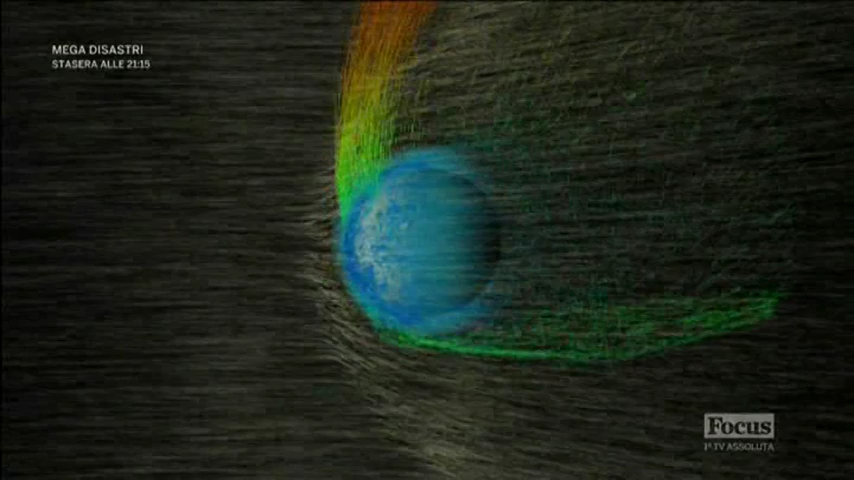 MEGA DISASTRI
STASERA ALLE 21:15
Focus
1ª TV ASSOLUTA